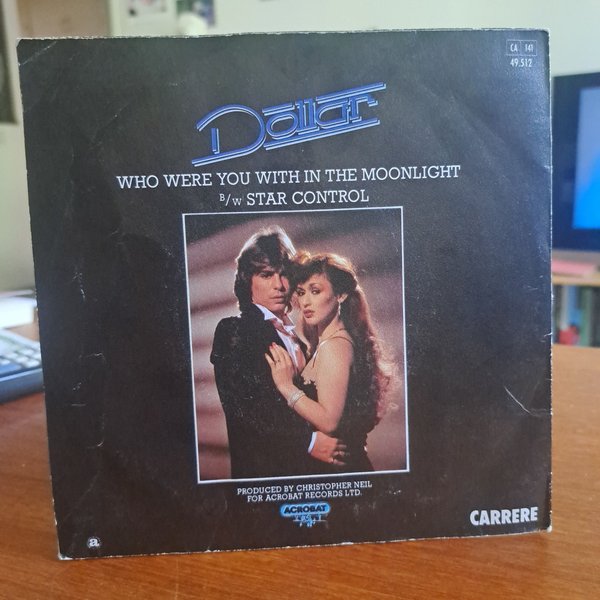 CA 141
49.512
Dollar
WHO WERE YOU WITH IN THE MOONLIGHT
B/W STAR CONTROL
PRODUCED BY CHRISTOPHER NEIL
FOR ACROBAT RECORDS LTD.
ACROBAT
CARRERE
a.